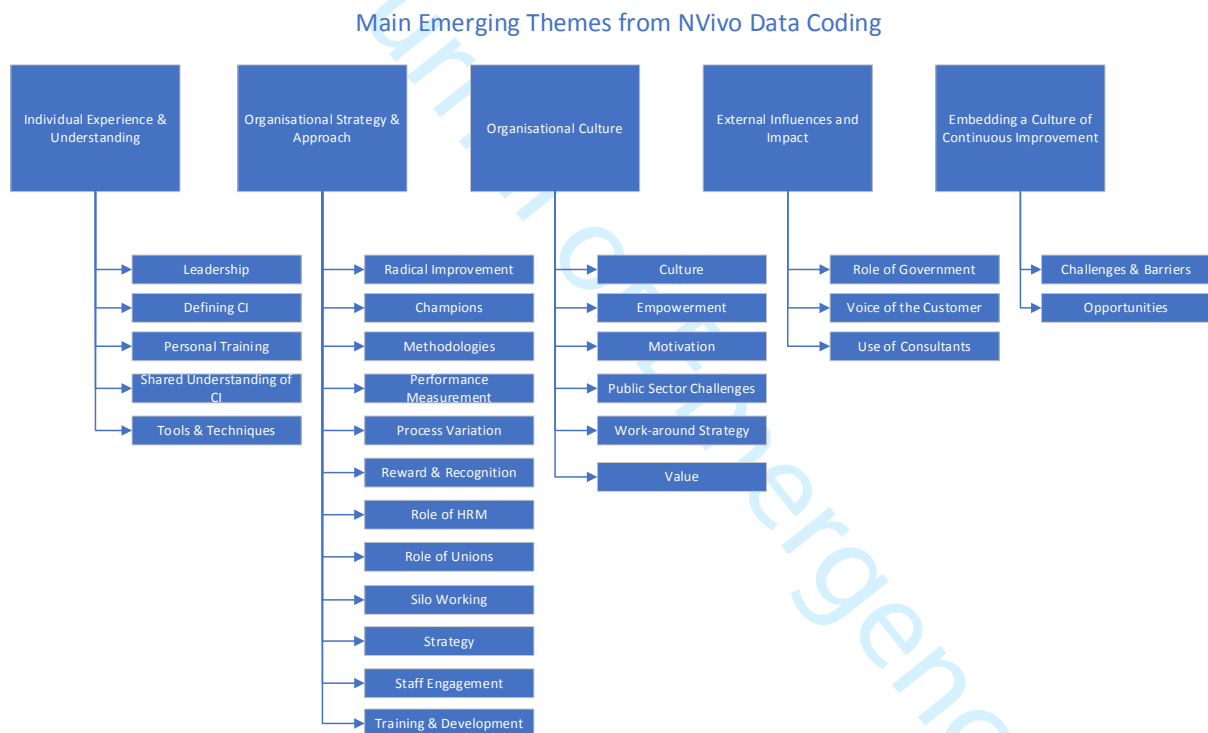 Main Emerging Themes from NVivo Data Coding
Individual Experience &
Understanding
Organisational Strategy &
Approach
Organisational Culture
External Influences and
Impact
Embedding a Culture of
Continuous Improvement
Leadership
Defining CI
Personal Training
Shared Understanding of
CI
Tools & Techniques
Radical Improvement
Champions
Methodologies
Performance
Measurement
Process Variation
Reward & Recognition
Role of HRM
Role of Unions
Silo Working
Strategy
Staff Engagement
Training & Development
Culture
Empowerment
Motivation
Public Sector Challenges
Work-around Strategy
Value
Role of Government
Voice of the Customer
Use of Consultants
Challenges & Barriers
Opportunities